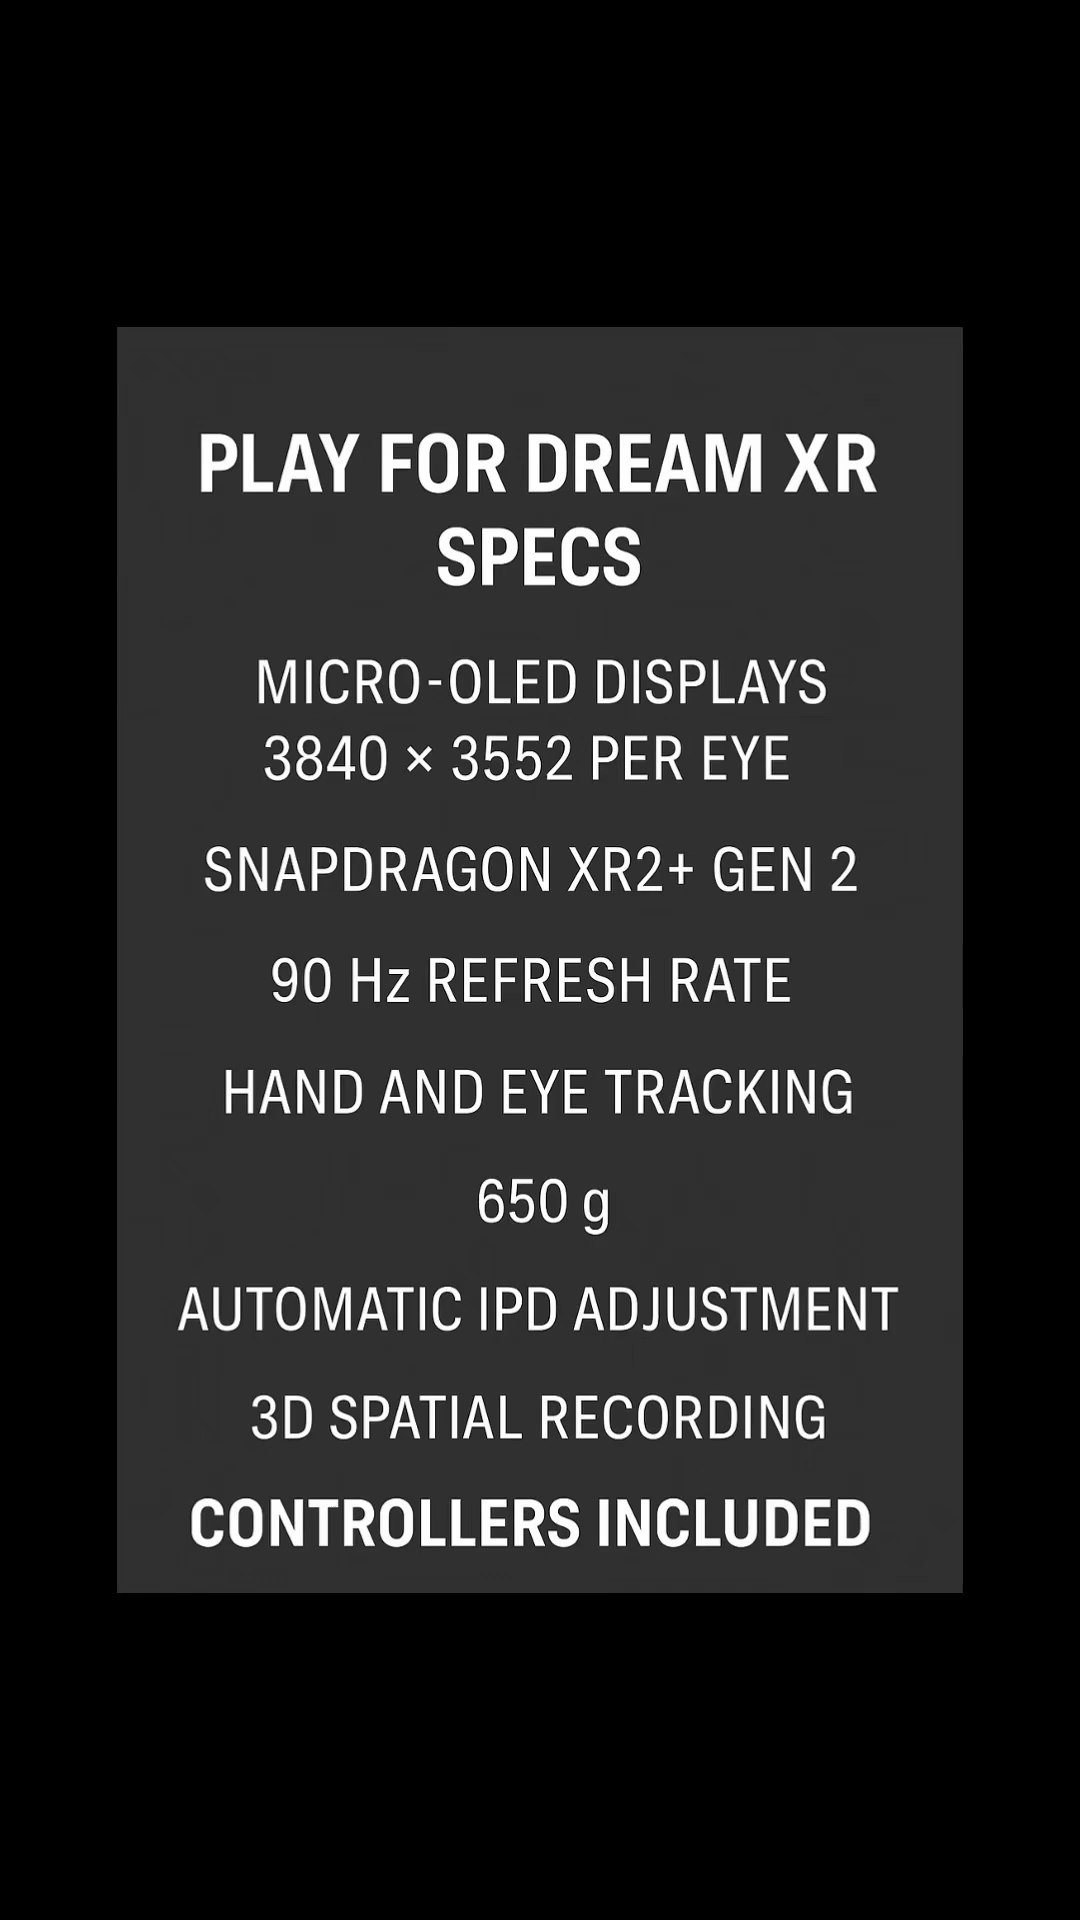 PLAY FOR DREAM XR
SPECS
MICRO-OLED DISPLAYS
3840 × 3552 PER EYE
SNAPDRAGON XR2+ GEN 2
90 Hz REFRESH RATE
HAND AND EYE TRACKING
650 g
AUTOMATIC IPD ADJUSTMENT
3D SPATIAL RECORDING
CONTROLLERS INCLUDED